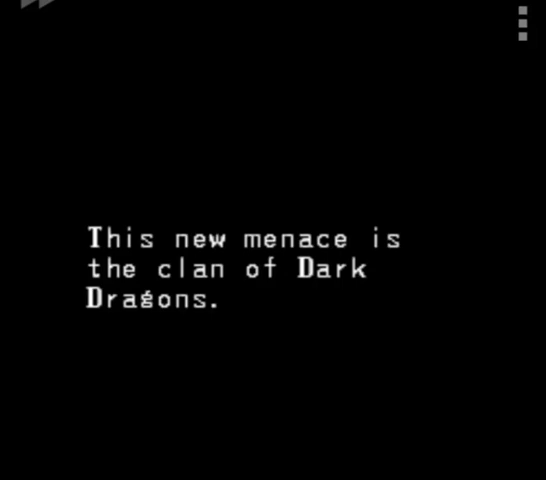 This new menace is
the clan of Dark
Dragons.